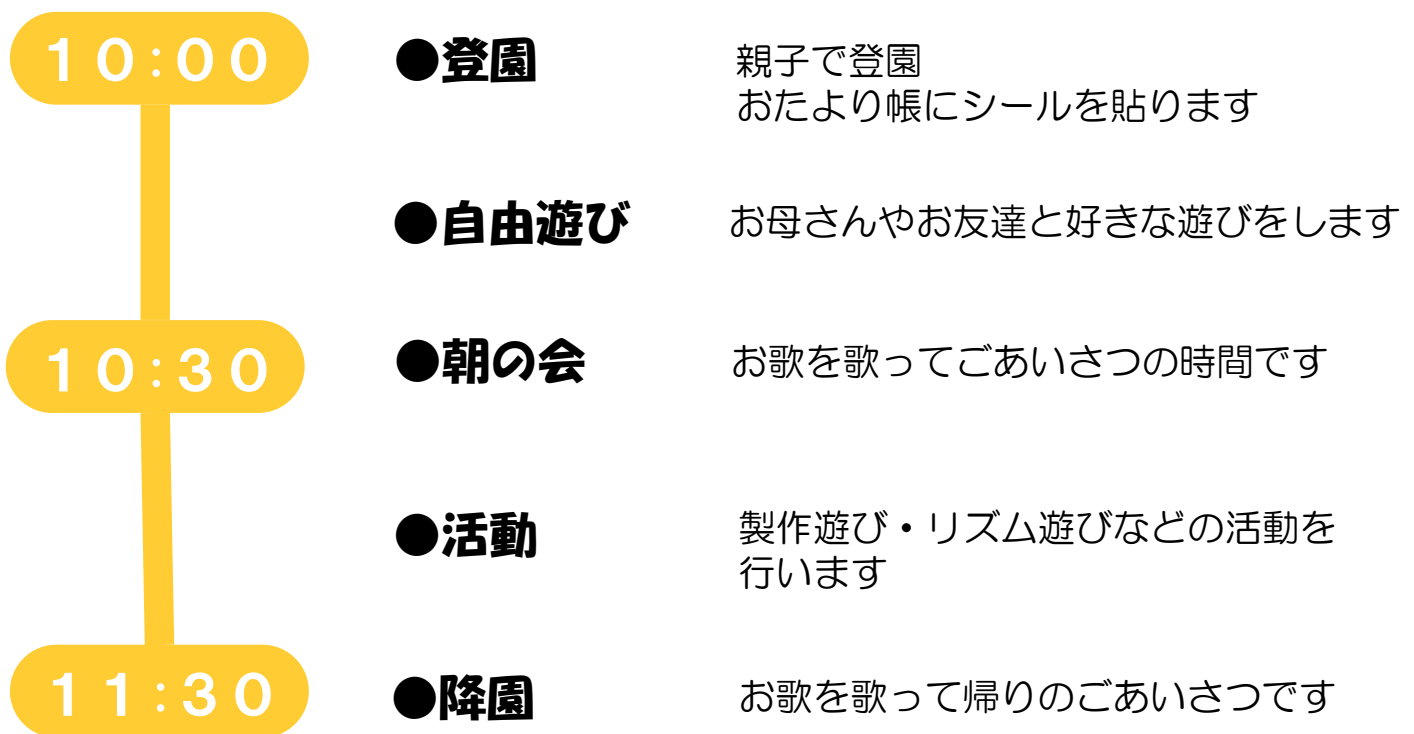 10:00
●登園
親子で登園
おたより帳にシールを貼ります
●自由遊び
お母さんやお友達と好きな遊びをします
10:30
●朝の会
お歌を歌ってごあいさつの時間です
●活動
製作遊び・リズム遊びなどの活動を
行います
11:30
●降園
お歌を歌って帰りのごあいさつです